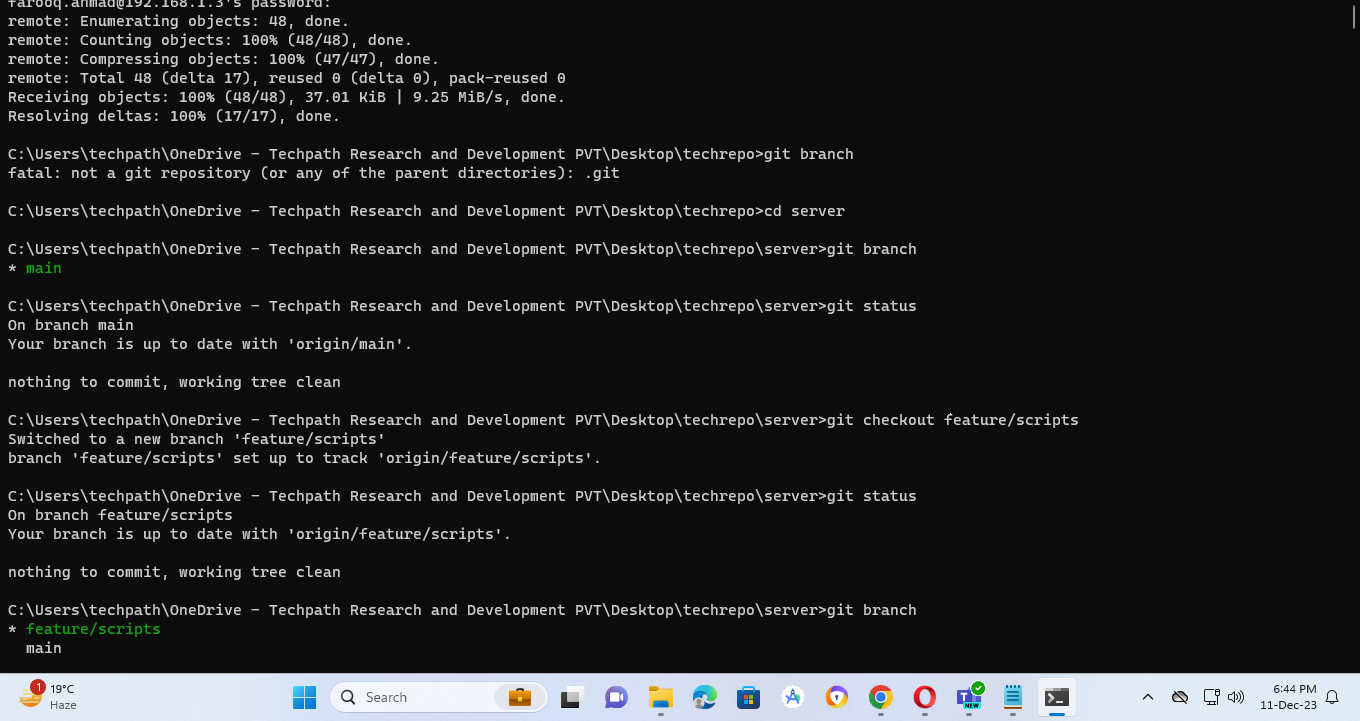 farooq.ahmad@192.168.1.3's password:
remote: Enumerating objects: 48, done.
remote: Counting objects: 100% (48/48), done.
remote: Compressing objects: 100% (47/47), done.
remote: Total 48 (delta 17), reused 0 (delta 0), pack-reused 0
Receiving objects: 100% (48/48), 37.01 KiB | 9.25 MiB/s, done.
Resolving deltas: 100% (17/17), done.
C:\Users\techpath\OneDrive - Techpath Research and Development PVT\Desktop\techrepo>git branch
fatal: not a git repository (or any of the parent directories): .git
C:\Users\techpath\OneDrive - Techpath Research and Development PVT\Desktop\techrepo>cd server
C:\Users\techpath\OneDrive - Techpath Research and Development PVT\Desktop\techrepo\server>git branch
* main
C:\Users\techpath\OneDrive - Techpath Research and Development PVT\Desktop\techrepo\server>git status
On branch main
Your branch is up to date with 'origin/main'.
nothing to commit, working tree clean
C:\Users\techpath\OneDrive - Techpath Research and Development PVT\Desktop\techrepo\server>git checkout feature/scripts
Switched to a new branch 'feature/scripts'
branch 'feature/scripts' set up to track 'origin/feature/scripts'.
C:\Users\techpath\OneDrive - Techpath Research and Development PVT\Desktop\techrepo\server>git status
On branch feature/scripts
Your branch is up to date with 'origin/feature/scripts'.
nothing to commit, working tree clean
C:\Users\techpath\OneDrive - Techpath Research and Development PVT\Desktop\techrepo\server>git branch
* feature/scripts
main
1
19°C
Haze
Search
NEW
6:44 PM
11-Dec-23